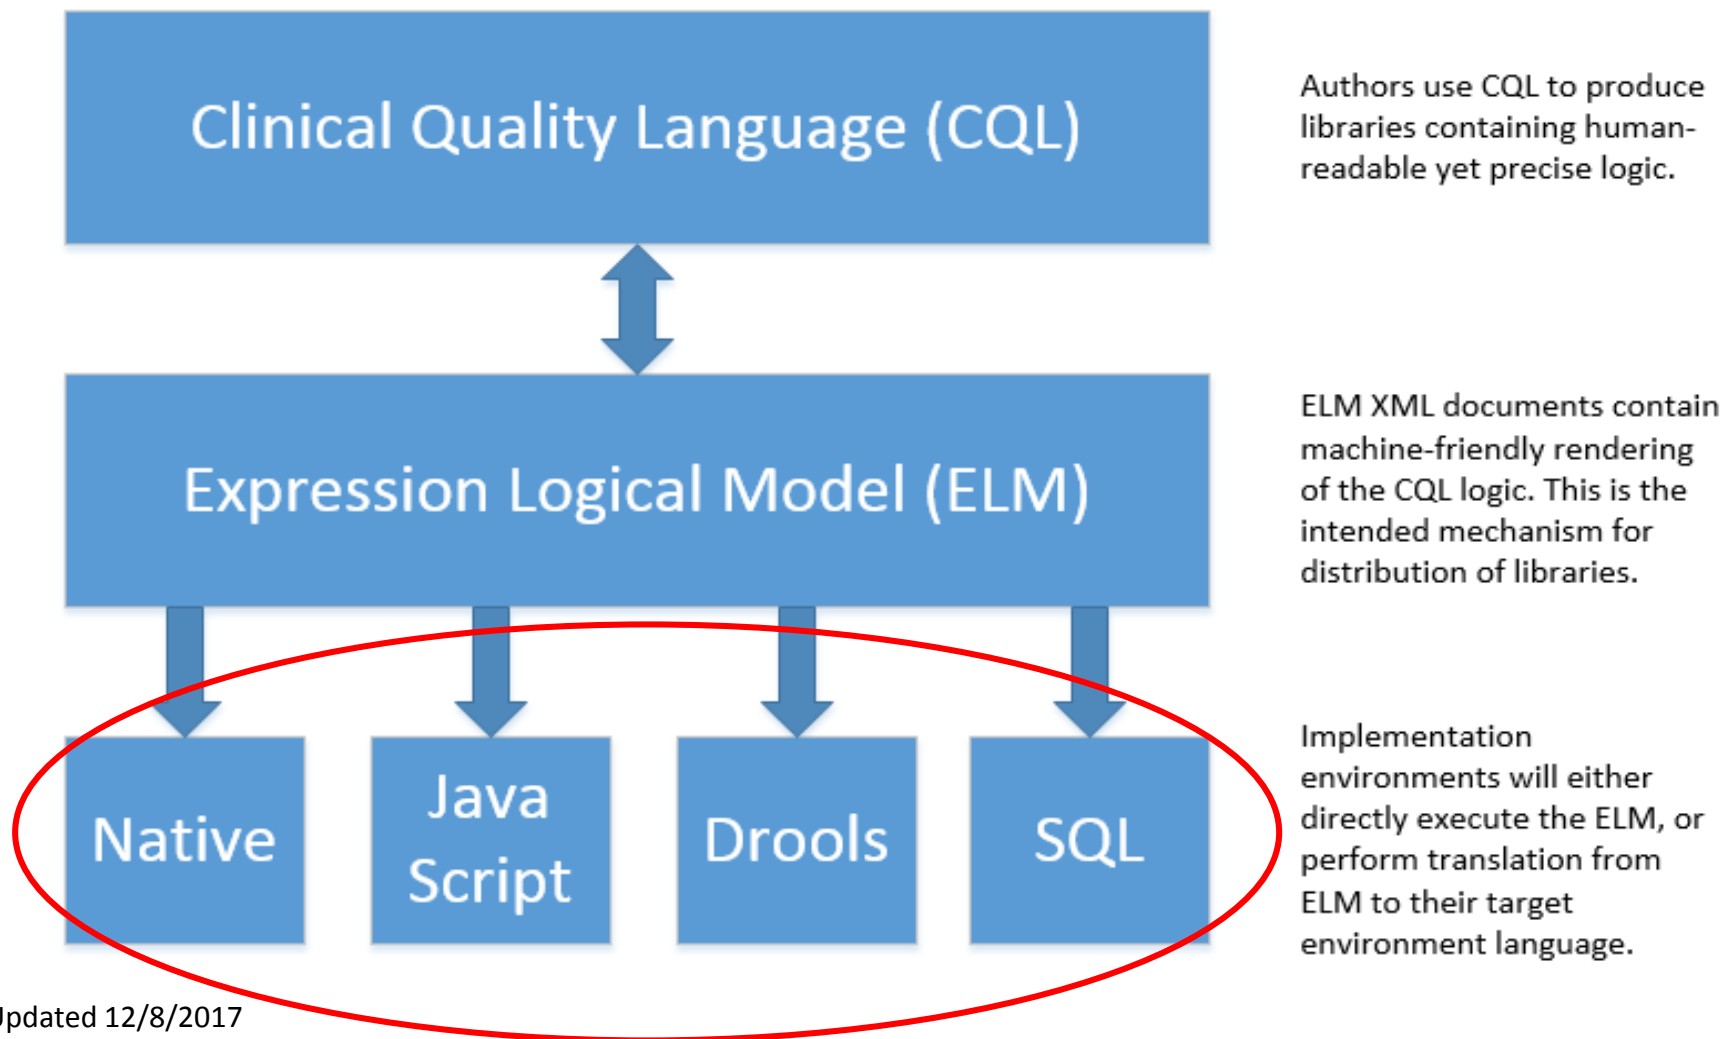 Clinical Quality Language (CQL)
Authors use CQL to produce
libraries containing human-
readable yet precise logic.
Expression Logical Model (ELM)
ELM XML documents contain
machine-friendly rendering
of the CQL logic. This is the
intended mechanism for
distribution of libraries.
Native
Java
Script
Drools
SQL
Implementation
environments will either
directly execute the ELM, or
perform translation from
ELM to their target
environment language.
Updated 12/8/2017